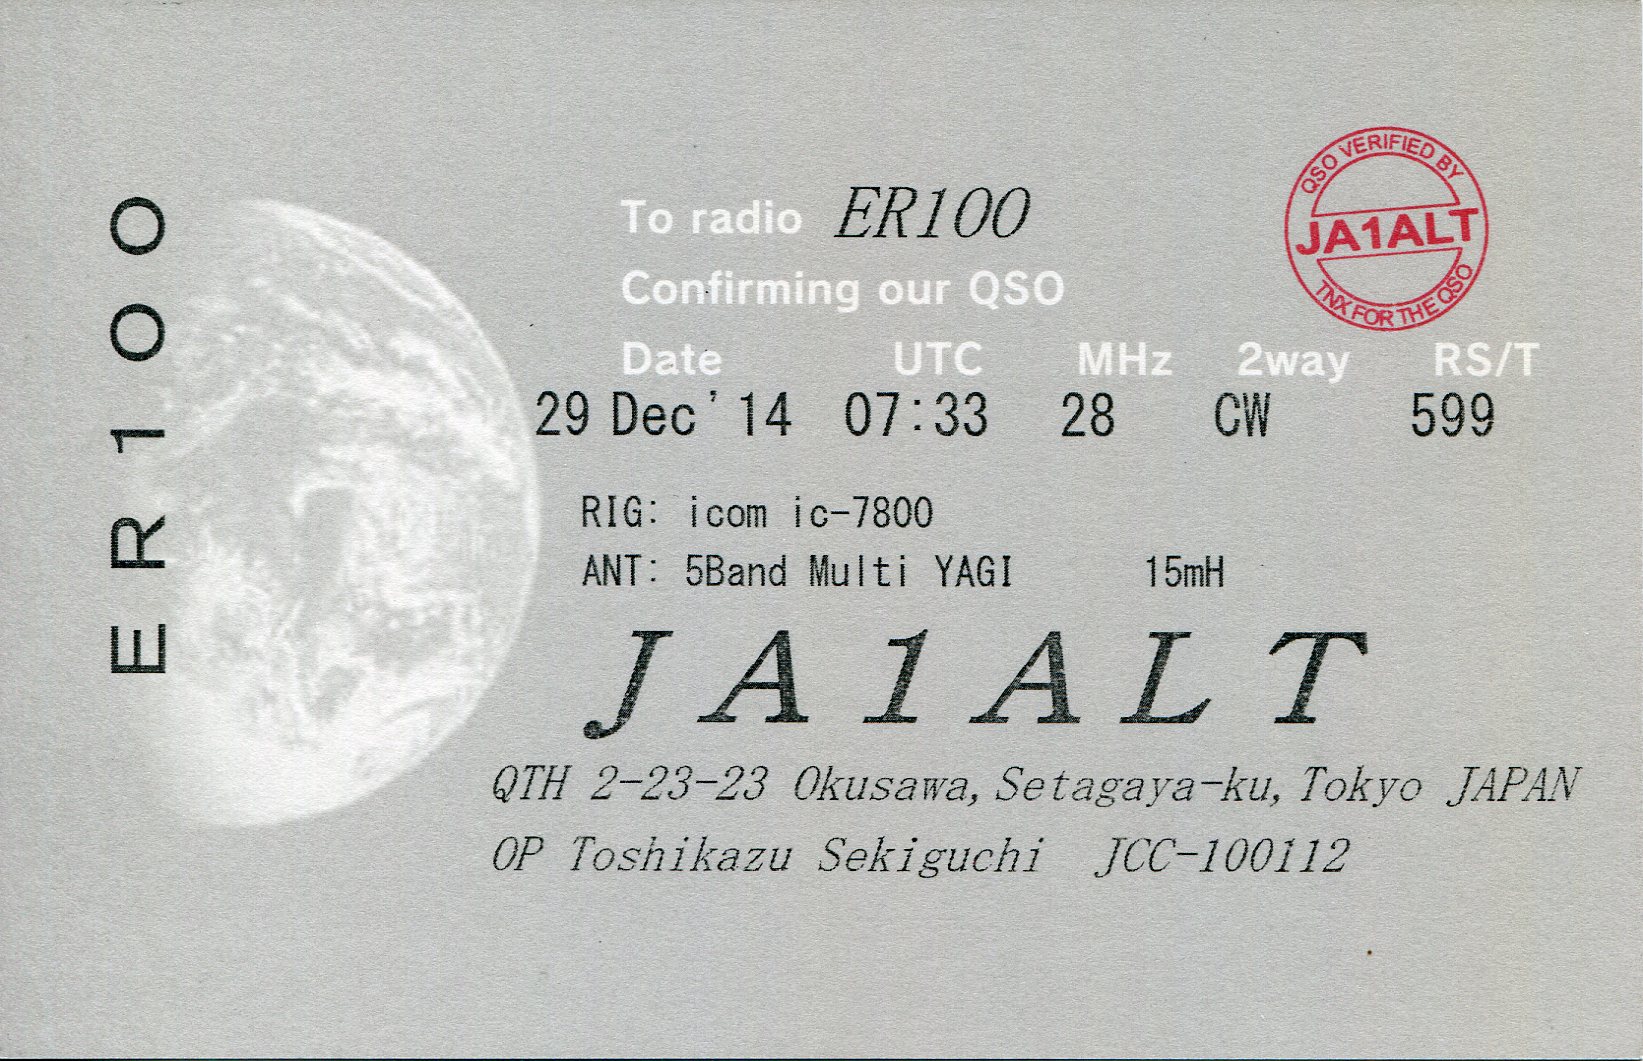 ER100
To radio ER100
QSO VERIFIED BY
JA1ALT
TNX FOR THE QSO
Confirming our QSO
Date UTC MHz 2way RS/T
29 Dec'14 07:33 28 CW 599
RIG: icom ic-7800
ANT: 5Band Multi YAGI 15mH
JA1ALT
QTH 2-23-23 Okusawa, Setagaya-ku, Tokyo JAPAN
OP Toshikazu Sekiguchi JCC-100112